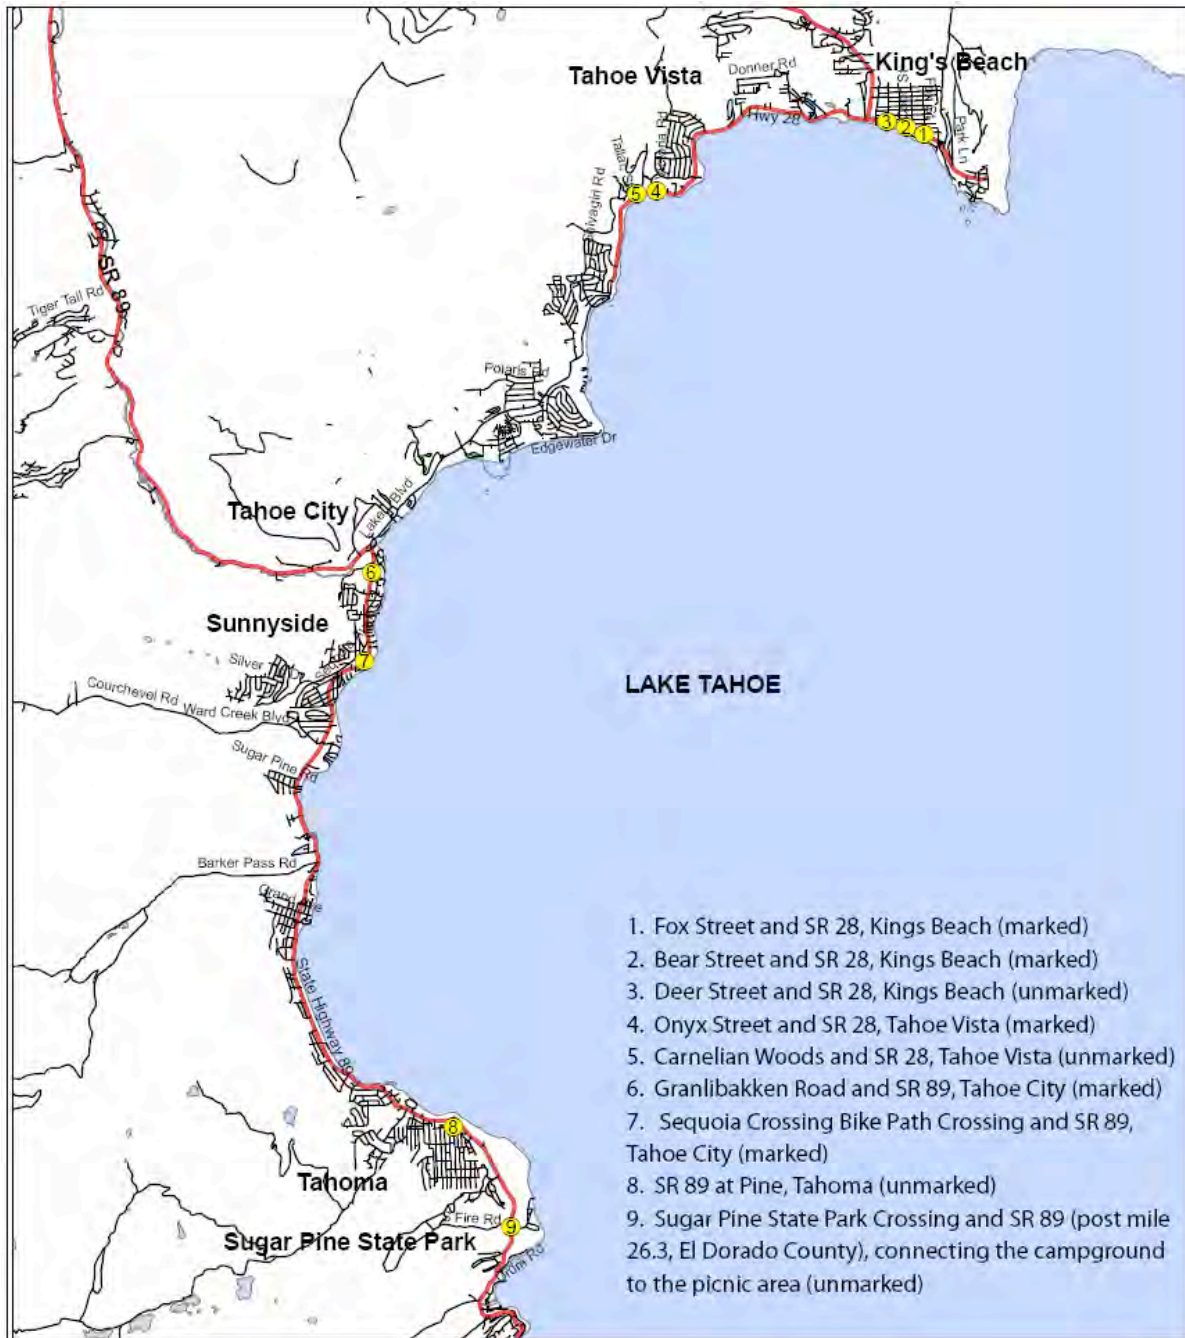 King's Beach
Tahoe Vista
Donner Rd
Hwy 28
Park Ln
3
2
1
5
4
SR 89
Tiger Tail Rd
Polaris Rd
Edgewater Dr
Tahoe City
Lake Blvd
6
Sunnyside
7
Silver
Courchevel Rd
Ward Creek Blvd
Sugar Pine Rd
LAKE TAHOE
Barker Pass Rd
State Highway 89
8
Tahoma
Fire Rd
9
Sugar Pine State Park
1. Fox Street and SR 28, Kings Beach (marked)
2. Bear Street and SR 28, Kings Beach (marked)
3. Deer Street and SR 28, Kings Beach (unmarked)
4. Onyx Street and SR 28, Tahoe Vista (marked)
5. Carnelian Woods and SR 28, Tahoe Vista (unmarked)
6. Granlibakken Road and SR 89, Tahoe City (marked)
7. Sequoia Crossing Bike Path Crossing and SR 89,
Tahoe City (marked)
8. SR 89 at Pine, Tahoma (unmarked)
9. Sugar Pine State Park Crossing and SR 89 (post mile
26.3, El Dorado County), connecting the campground
to the picnic area (unmarked)